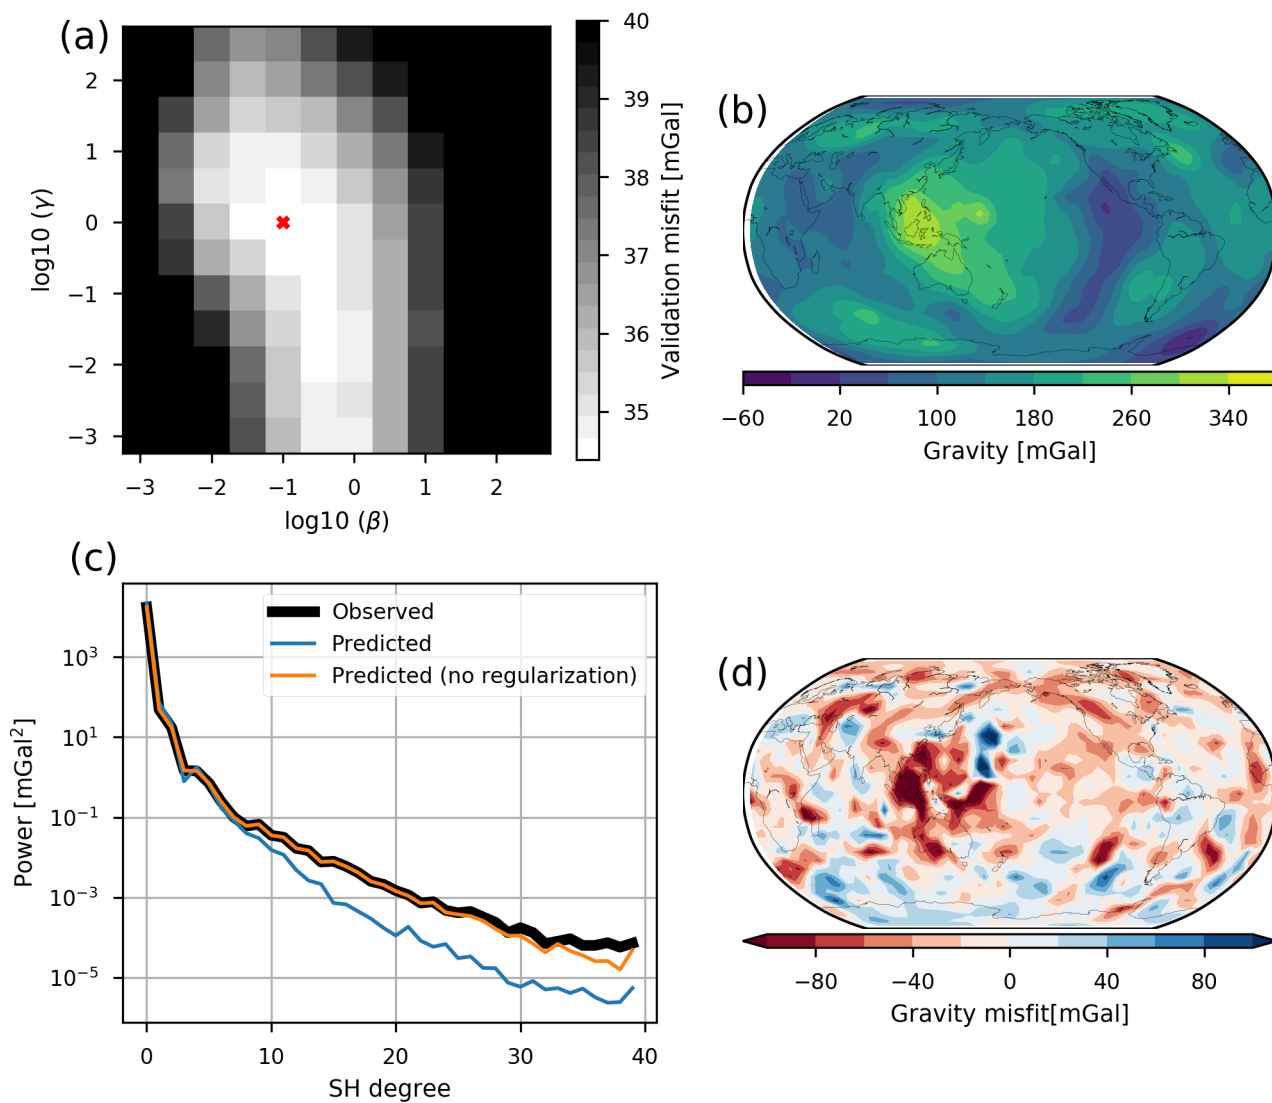 (a)
2
1
0
−1
−2
−3
log10 (γ)
−3
−2
−1
0
1
2
log10 (β)
40
39
38
37
36
35
Validation misfit [mGal]
(b)
−60
20
100
180
260
340
Gravity [mGal]
(c)
Observed
Predicted
Predicted (no regularization)
10³
10¹
10⁻¹
10⁻³
10⁻⁵
Power [mGal²]
0
10
20
30
40
SH degree
(d)
−80
−40
0
40
80
Gravity misfit[mGal]